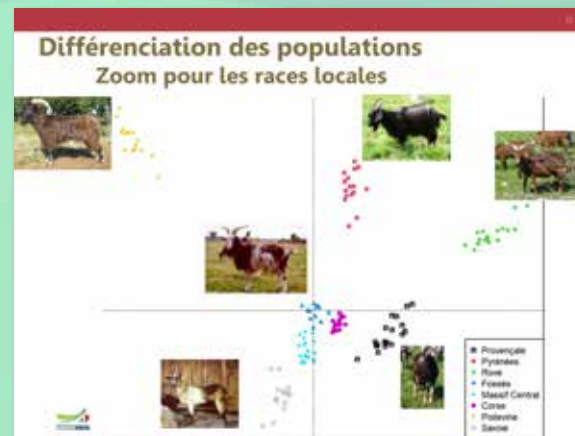 Différenciation des populations
Zoom pour les races locales
Provençale
Pyrénées
Rove
Fossés
Massif Central
Corse
Poitevine
Savoie